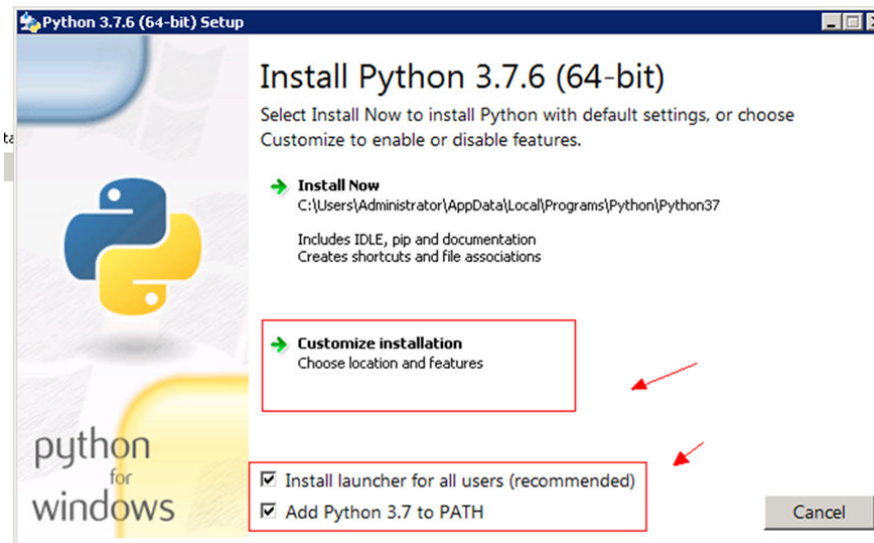 Python 3.7.6 (64-bit) Setup
Install Python 3.7.6 (64-bit)
Select Install Now to install Python with default settings, or choose
Customize to enable or disable features.
Install Now
C:\Users\Administrator\AppData\Local\Programs\Python\Python37
Includes IDLE, pip and documentation
Creates shortcuts and file associations
Customize installation
Choose location and features
python
for
windows
Install launcher for all users (recommended)
Add Python 3.7 to PATH
Cancel